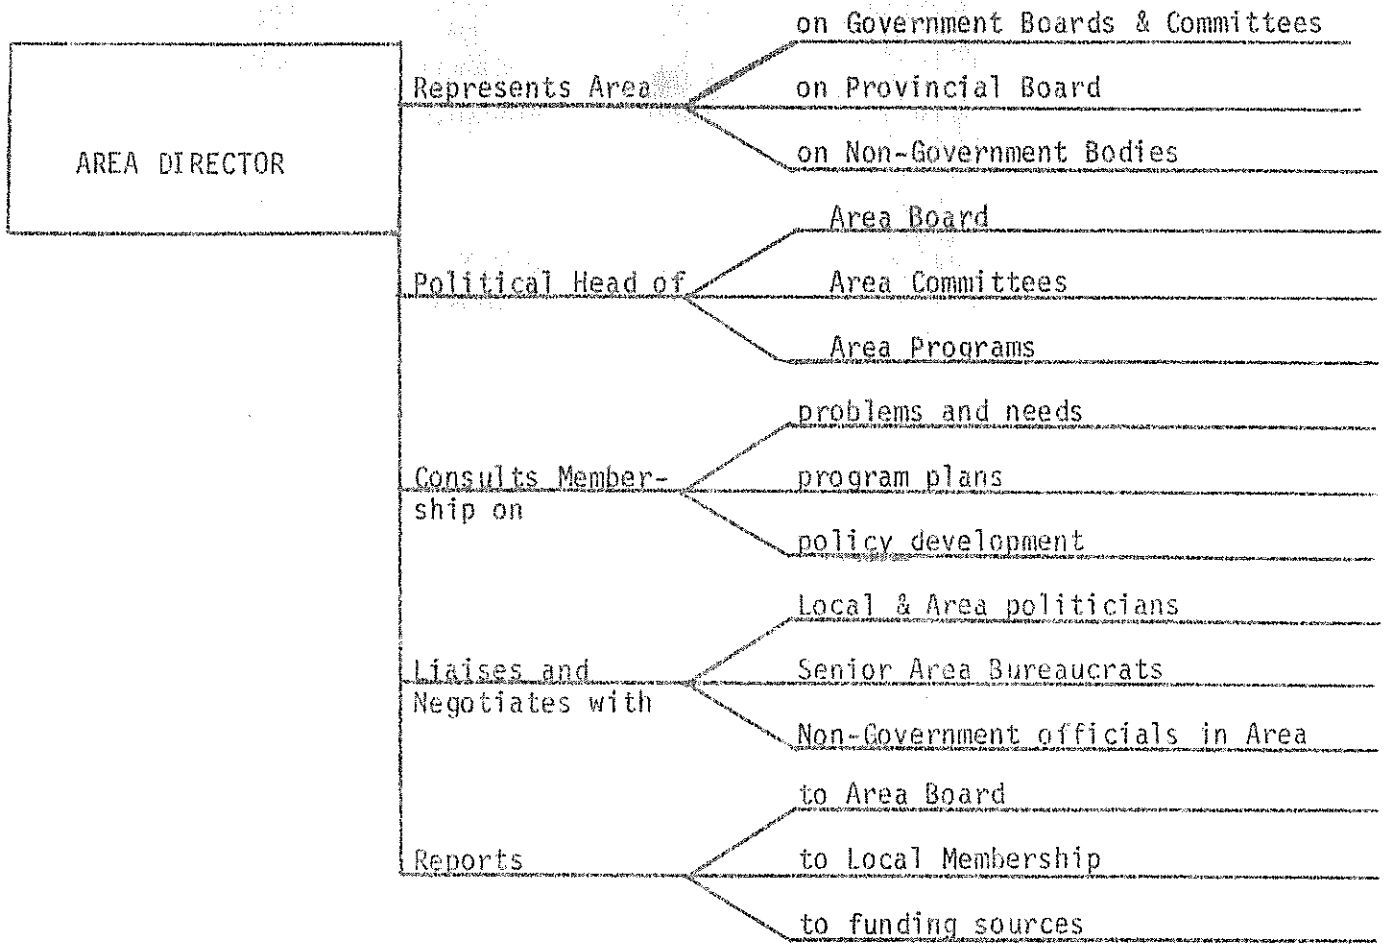 AREA DIRECTOR
Represents Area
on Government Boards & Committees
on Provincial Board
on Non-Government Bodies
Political Head of
Area Board
Area Committees
Area Programs
Consults Member-
ship on
problems and needs
program plans
policy development
Liaises and
Negotiates with
Local & Area politicians
Senior Area Bureaucrats
Non-Government officials in Area
Reports
to Area Board
to Local Membership
to funding sources